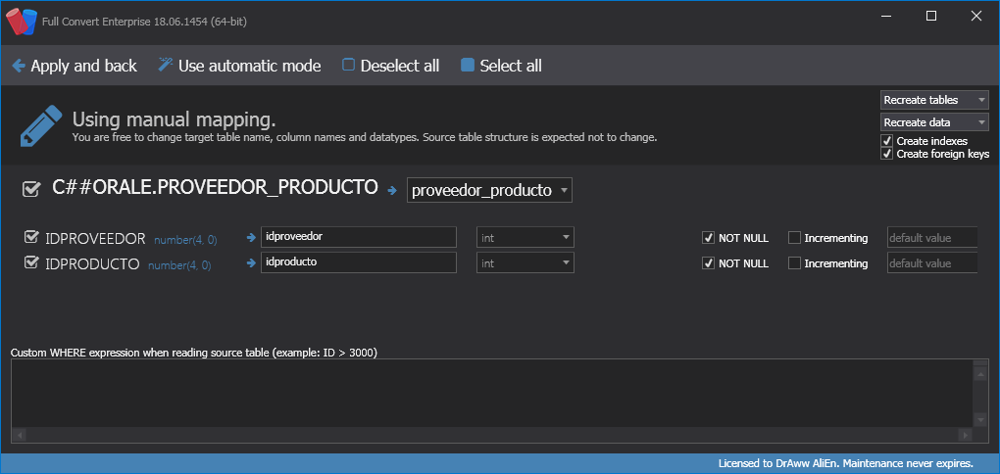 Full Convert Enterprise 18.06.1454 (64-bit)
Apply and back Use automatic mode Deselect all Select all
Using manual mapping.
You are free to change target table name, column names and datatypes. Source table structure is expected not to change.
Recreate tables
Recreate data
Create indexes
Create foreign keys
C##ORALE.PROVEEDOR_PRODUCTO proveedor_producto
IDPROVEEDOR number(4, 0) idproveedor int NOT NULL Incrementing default value
IDPRODUCTO number(4, 0) idproducto int NOT NULL Incrementing default value
Custom WHERE expression when reading source table (example: ID > 3000)
Licensed to DrAww AliEn. Maintenance never expires.